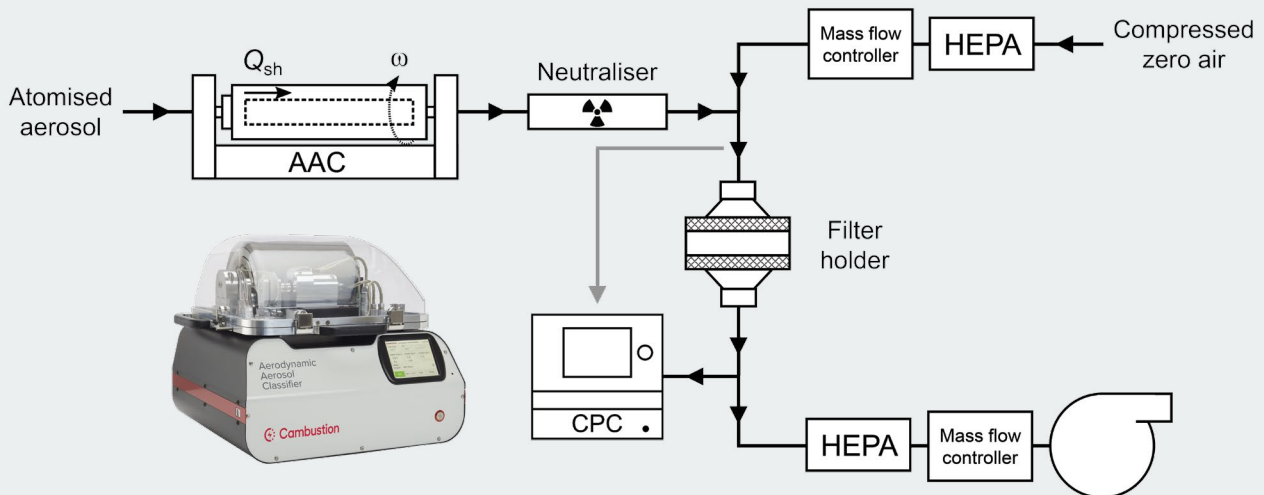 Atomised
aerosol
Qsh
ω
AAC
Neutraliser
Mass flow
controller
HEPA
Compressed
zero air
Filter
holder
CPC
HEPA
Mass flow
controller
Aerodynamic
Aerosol
Classifier
Cambustion